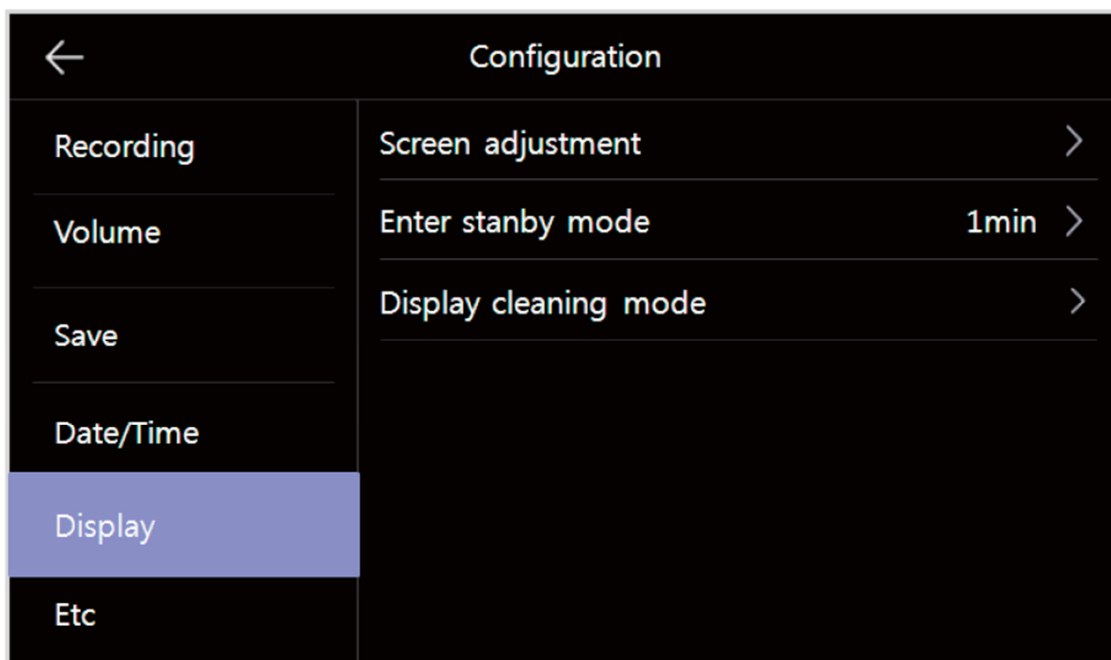 Configuration
Recording
Volume
Save
Date/Time
Display
Etc
Screen adjustment
Enter stanby mode 1min
Display cleaning mode